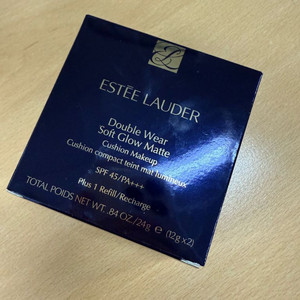 ESTĒE LAUDER
Double Wear
Soft Glow Matte
Cushion Makeup
Cushion compact teint mat lumineux
SPF 45/PA+++
Plus 1 Refill/Recharge
TOTAL POIDS NET WT. .84 OZ./24g ℮ (12g x2)